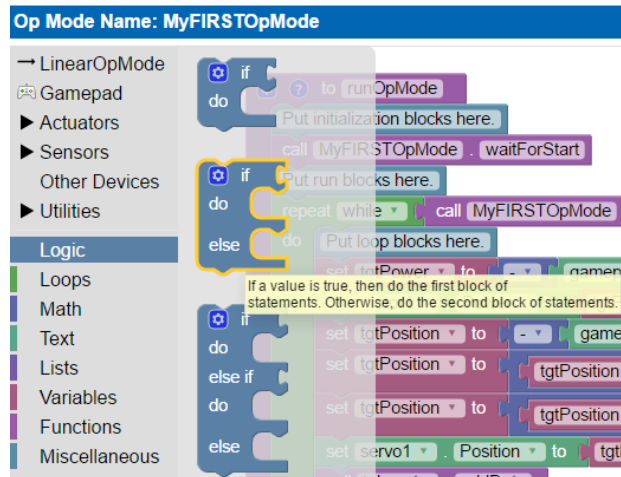 Op Mode Name: MyFIRSTOpMode
LinearOpMode
Gamepad
Actuators
Sensors
Other Devices
Utilities
Logic
Loops
Math
Text
Lists
Variables
Functions
Miscellaneous
if
do
if
do
else
If a value is true, then do the first block of
statements. Otherwise, do the second block of statements.
if
do
else if
do
else
? to runOpMode
Put initialization blocks here.
call MyFIRSTOpMode . waitForStart
Put run blocks here.
repeat while call MyFIRSTOpMode
do Put loop blocks here.
set tgtPower to - gamep
set tgtPosition to - game
set tgtPosition to tgtPosition
set tgtPosition to tgtPosition
set servo1 . Position to tgt